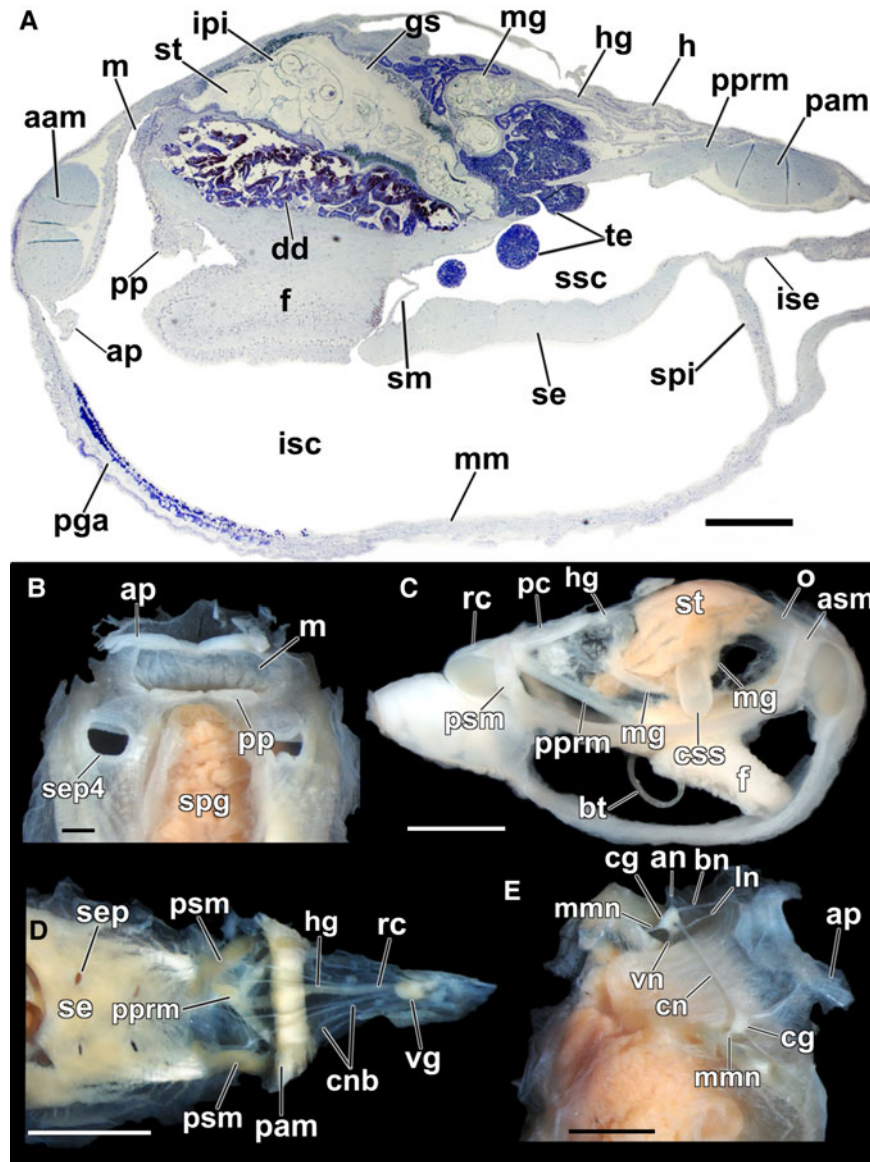 A
ipi
gs
mg
st
hg
h
m
pprm
aam
pam
dd
te
pp
ssc
f
ise
ap
sm
se
spi
isc
mm
pga
B
ap
m
pp
sep4
spg
C
rc
pc
hg
st
o
asm
mg
psm
mg
pprm
css
f
bt
D
sep
psm
hg
rc
se
pprm
cnb
vg
psm
pam
E
cg
an
bn
ln
mmn
ap
vn
cn
cg
mmn